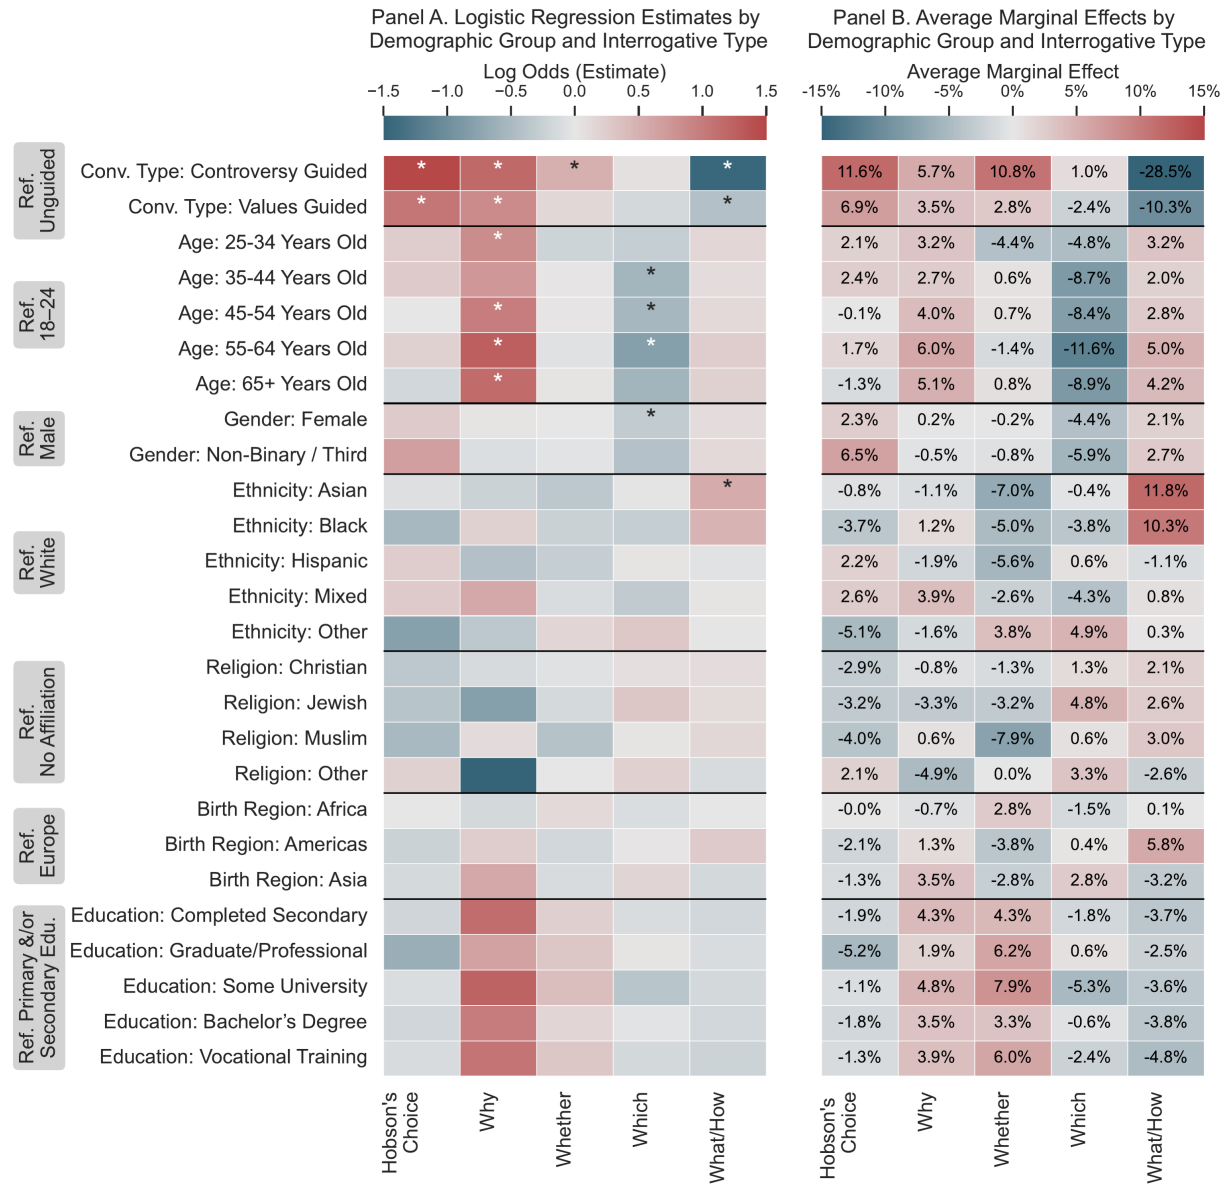 Panel A. Logistic Regression Estimates by
Demographic Group and Interrogative Type
Log Odds (Estimate)
−1.5 −1.0 −0.5 0.0 0.5 1.0 1.5
Panel B. Average Marginal Effects by
Demographic Group and Interrogative Type
Average Marginal Effect
-15% -10% -5% 0% 5% 10% 15%
Ref.
Unguided
Conv. Type: Controversy Guided * * * * 11.6% 5.7% 10.8% 1.0% -28.5%
Conv. Type: Values Guided * * * 6.9% 3.5% 2.8% -2.4% -10.3%
Ref.
18–24
Age: 25-34 Years Old * 2.1% 3.2% -4.4% -4.8% 3.2%
Age: 35-44 Years Old * 2.4% 2.7% 0.6% -8.7% 2.0%
Age: 45-54 Years Old * * -0.1% 4.0% 0.7% -8.4% 2.8%
Age: 55-64 Years Old * * 1.7% 6.0% -1.4% -11.6% 5.0%
Age: 65+ Years Old * -1.3% 5.1% 0.8% -8.9% 4.2%
Ref.
Male
Gender: Female * 2.3% 0.2% -0.2% -4.4% 2.1%
Gender: Non-Binary / Third 6.5% -0.5% -0.8% -5.9% 2.7%
Ref.
White
Ethnicity: Asian * -0.8% -1.1% -7.0% -0.4% 11.8%
Ethnicity: Black -3.7% 1.2% -5.0% -3.8% 10.3%
Ethnicity: Hispanic 2.2% -1.9% -5.6% 0.6% -1.1%
Ethnicity: Mixed 2.6% 3.9% -2.6% -4.3% 0.8%
Ethnicity: Other -5.1% -1.6% 3.8% 4.9% 0.3%
Ref.
No Affiliation
Religion: Christian -2.9% -0.8% -1.3% 1.3% 2.1%
Religion: Jewish -3.2% -3.3% -3.2% 4.8% 2.6%
Religion: Muslim -4.0% 0.6% -7.9% 0.6% 3.0%
Religion: Other 2.1% -4.9% 0.0% 3.3% -2.6%
Ref.
Europe
Birth Region: Africa -0.0% -0.7% 2.8% -1.5% 0.1%
Birth Region: Americas -2.1% 1.3% -3.8% 0.4% 5.8%
Birth Region: Asia -1.3% 3.5% -2.8% 2.8% -3.2%
Ref. Primary &/or
Secondary Edu.
Education: Completed Secondary -1.9% 4.3% 4.3% -1.8% -3.7%
Education: Graduate/Professional -5.2% 1.9% 6.2% 0.6% -2.5%
Education: Some University -1.1% 4.8% 7.9% -5.3% -3.6%
Education: Bachelor’s Degree -1.8% 3.5% 3.3% -0.6% -3.8%
Education: Vocational Training -1.3% 3.9% 6.0% -2.4% -4.8%
Hobson's
Choice
Why
Whether
Which
What/How
Hobson's
Choice
Why
Whether
Which
What/How